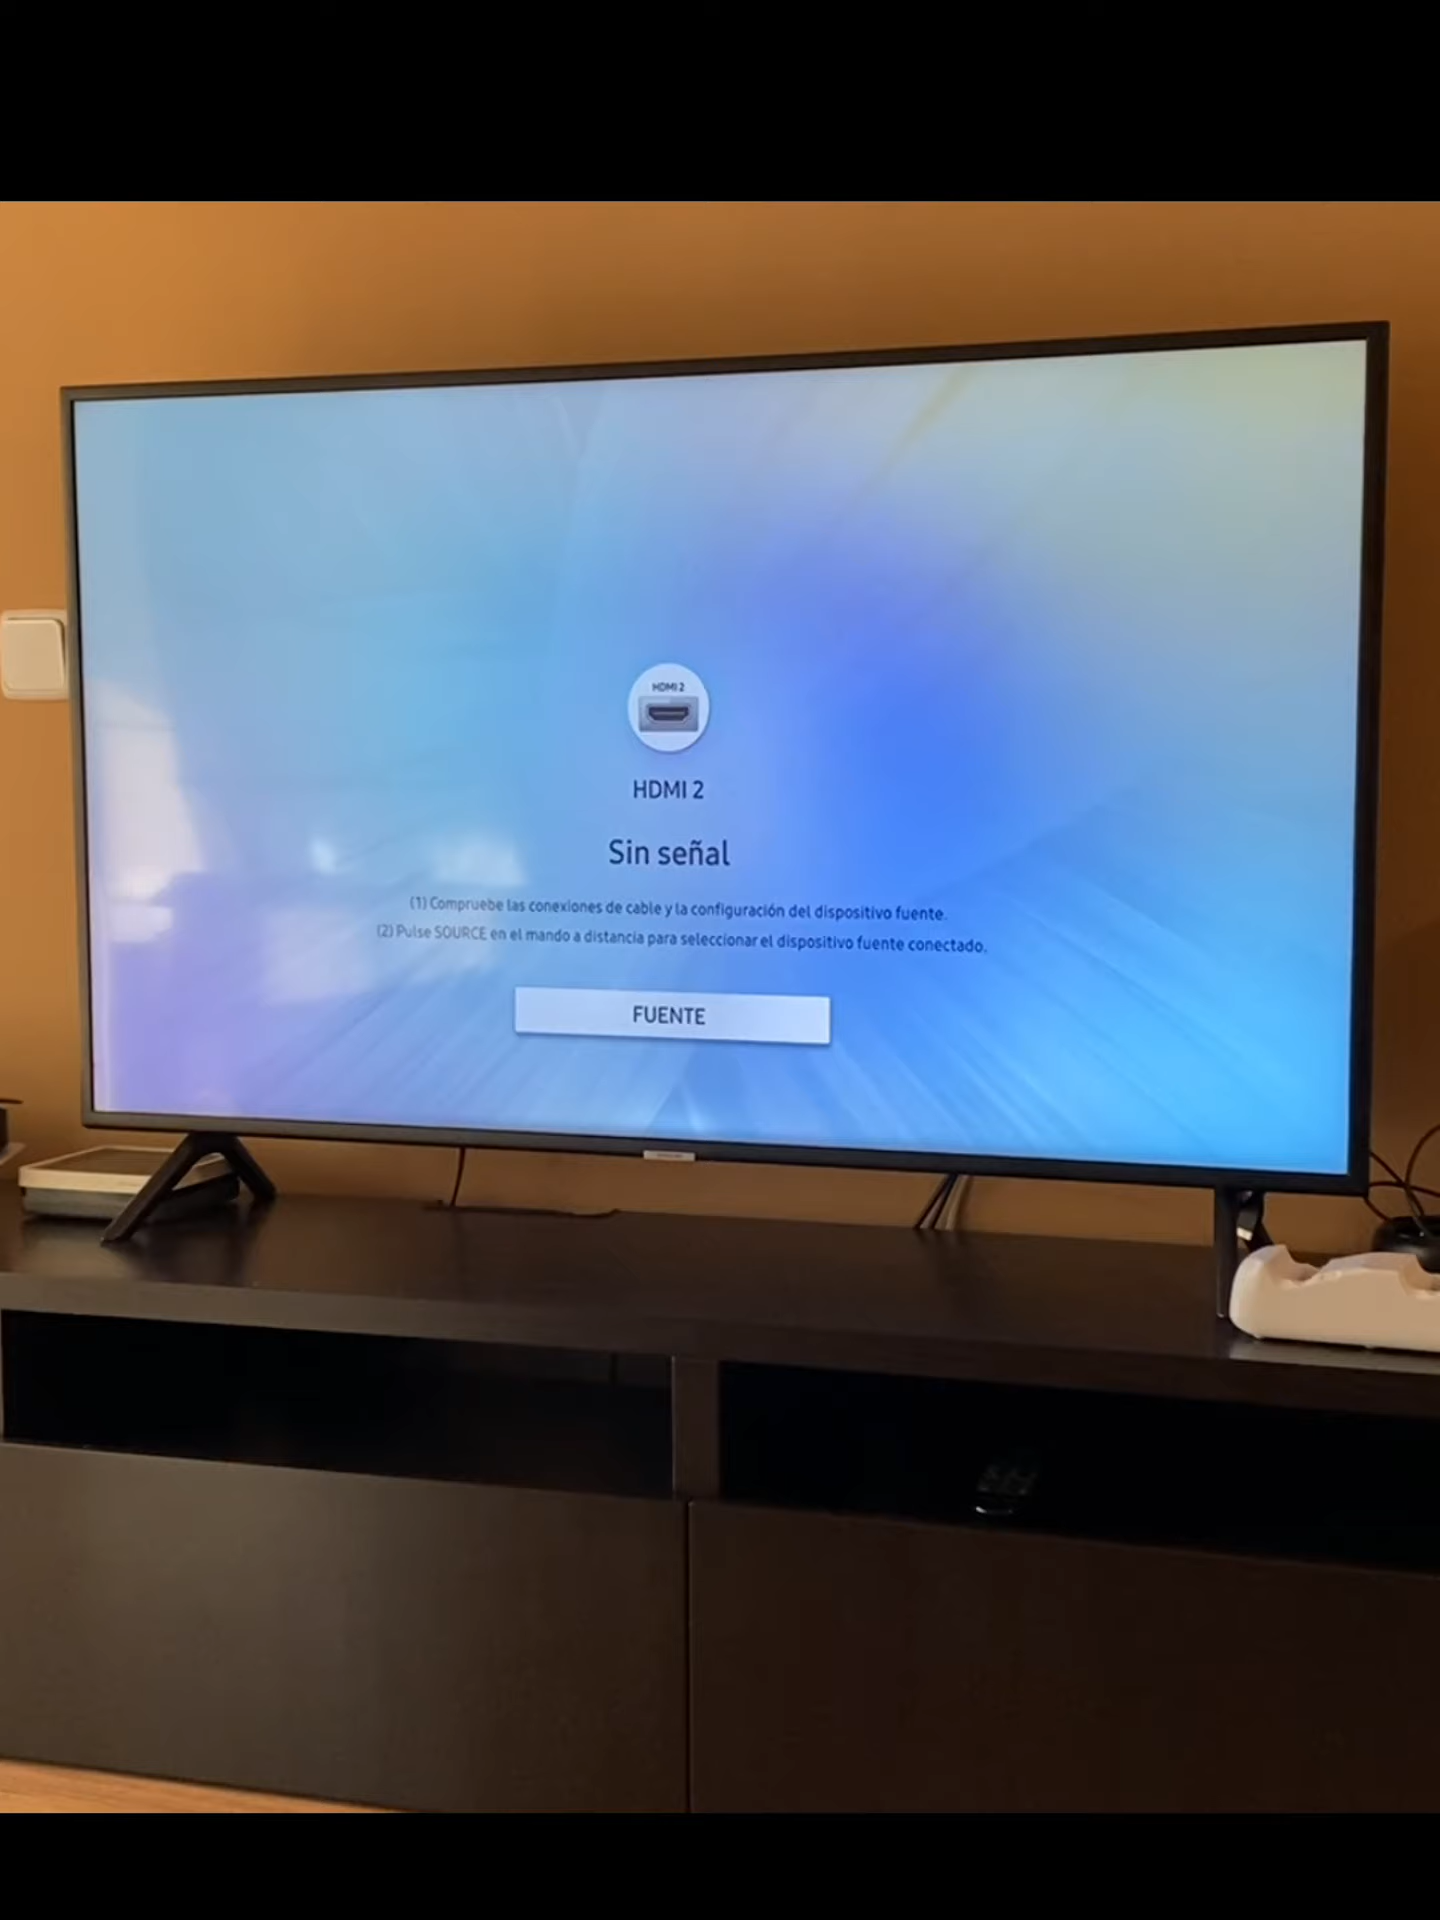 HDMI 2
HDMI 2
Sin señal
(1) Compruebe las conexiones de cable y la configuración del dispositivo fuente.
(2) Pulse SOURCE en el mando a distancia para seleccionar el dispositivo fuente conectado.
FUENTE